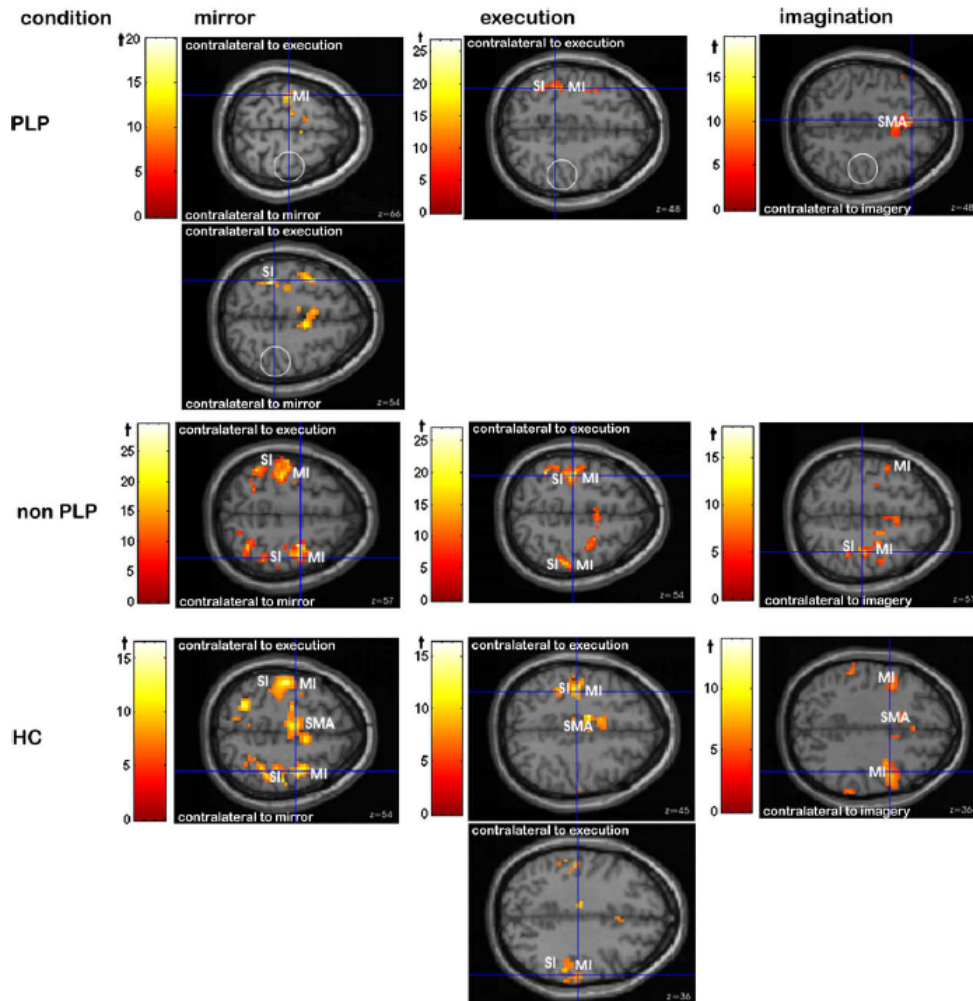 condition mirror execution imagination
PLP
t
20
15
10
5
0
contralateral to execution
MI
contralateral to mirror
z=66
t
25
20
15
10
5
0
contralateral to execution
SI MI
z=48
t
15
10
5
0
SMA
contralateral to imagery
z=48
contralateral to execution
SI
contralateral to mirror
z=54
non PLP
t
25
20
15
10
5
0
contralateral to execution
SI MI
SI MI
contralateral to mirror
z=57
t
25
20
15
10
5
0
contralateral to execution
SI MI
SI MI
z=54
t
15
10
5
0
MI
SI MI
contralateral to imagery
z=57
HC
t
15
10
5
0
contralateral to execution
SI MI
SMA
SI MI
contralateral to mirror
z=54
t
15
10
5
0
contralateral to execution
SI MI
SMA
z=45
t
10
5
0
MI
SMA
MI
contralateral to imagery
z=36
contralateral to execution
SI MI
z=36